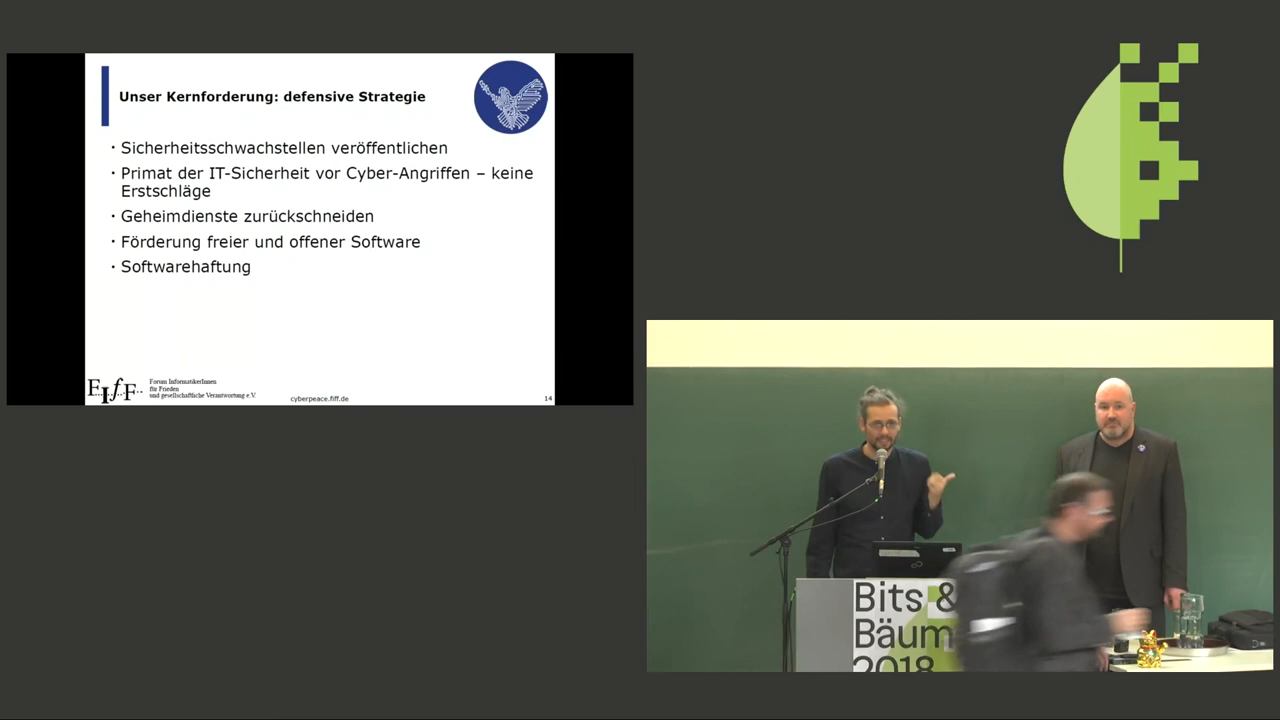 Unser Kernforderung: defensive Strategie
· Sicherheitsschwachstellen veröffentlichen
· Primat der IT-Sicherheit vor Cyber-Angriffen – keine
Erstschläge
· Geheimdienste zurückschneiden
· Förderung freier und offener Software
· Softwarehaftung
FIfF
Forum InformatikerInnen
für Frieden
und gesellschaftliche Verantwortung e.V.
cyberpeace.fiff.de
14
Bits &
Bäum
2018